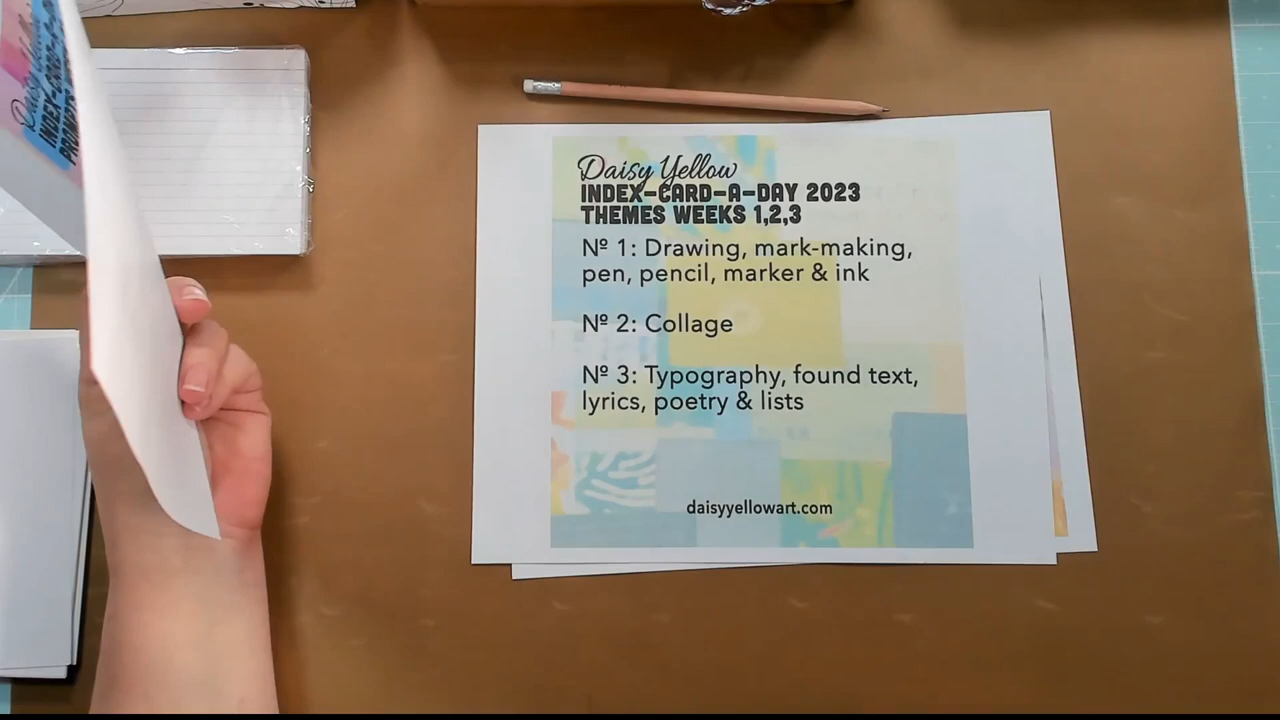 Daisy Yellow
INDEX-CARD-A-DAY 2023
THEMES WEEKS 1,2,3
Nº 1: Drawing, mark-making,
pen, pencil, marker & ink
Nº 2: Collage
Nº 3: Typography, found text,
lyrics, poetry & lists
daisyyellowart.com